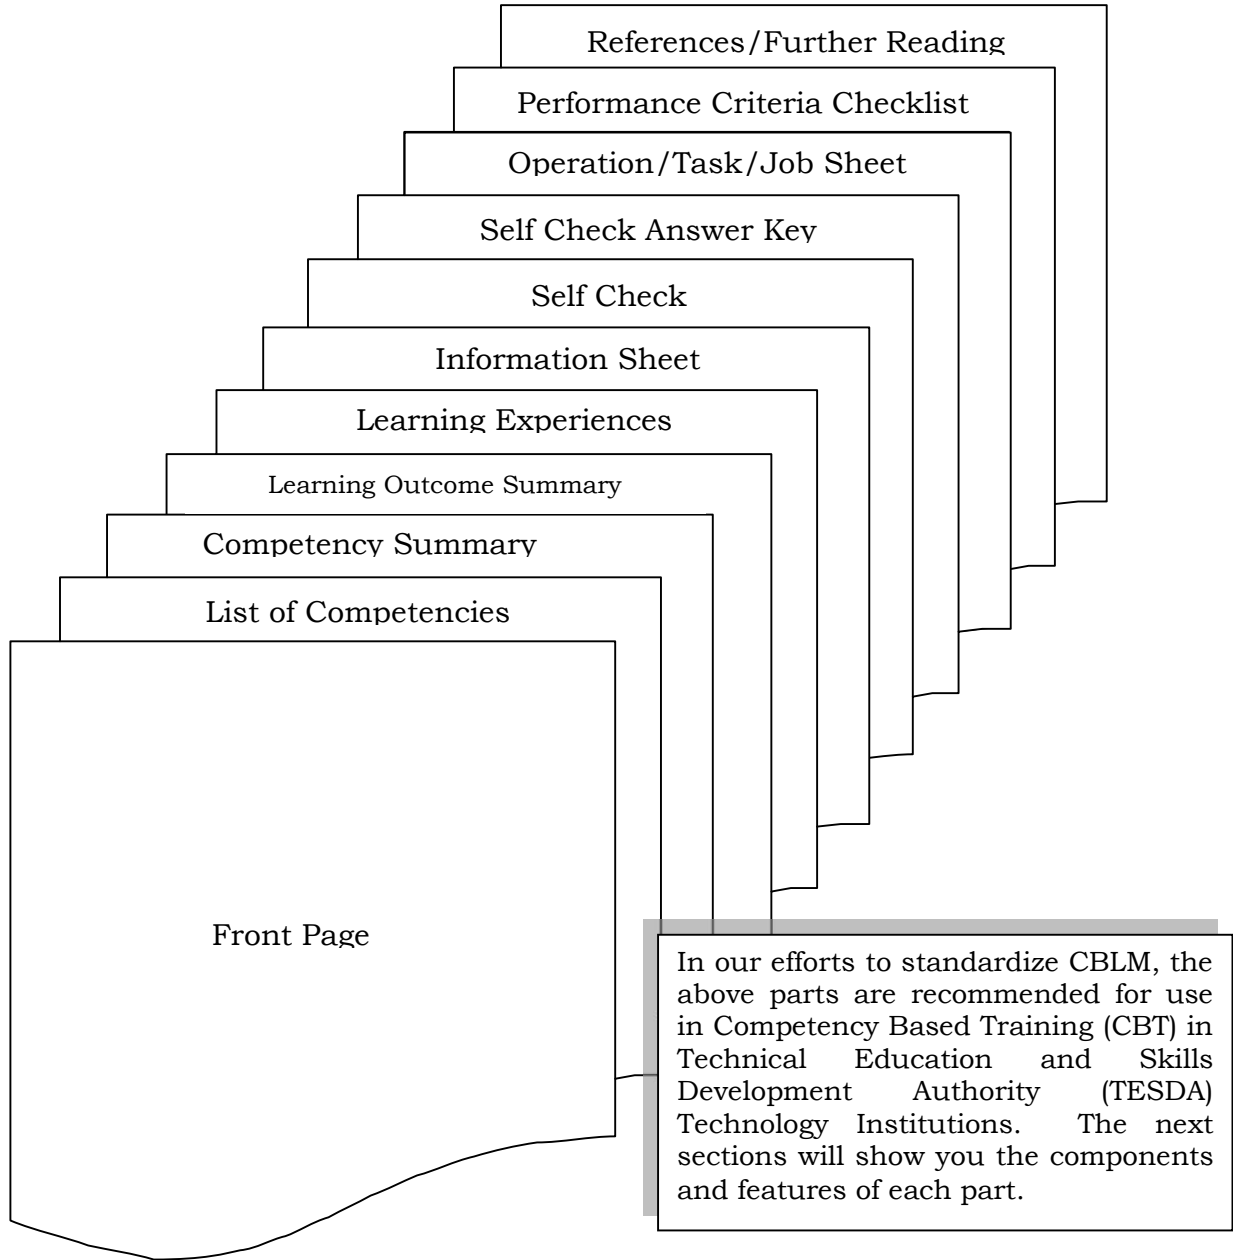 References/Further Reading
Performance Criteria Checklist
Operation/Task/Job Sheet
Self Check Answer Key
Self Check
Information Sheet
Learning Experiences
Learning Outcome Summary
Competency Summary
List of Competencies
Front Page
In our efforts to standardize CBLM, the
above parts are recommended for use
in Competency Based Training (CBT) in
Technical Education and Skills
Development Authority (TESDA)
Technology Institutions. The next
sections will show you the components
and features of each part.